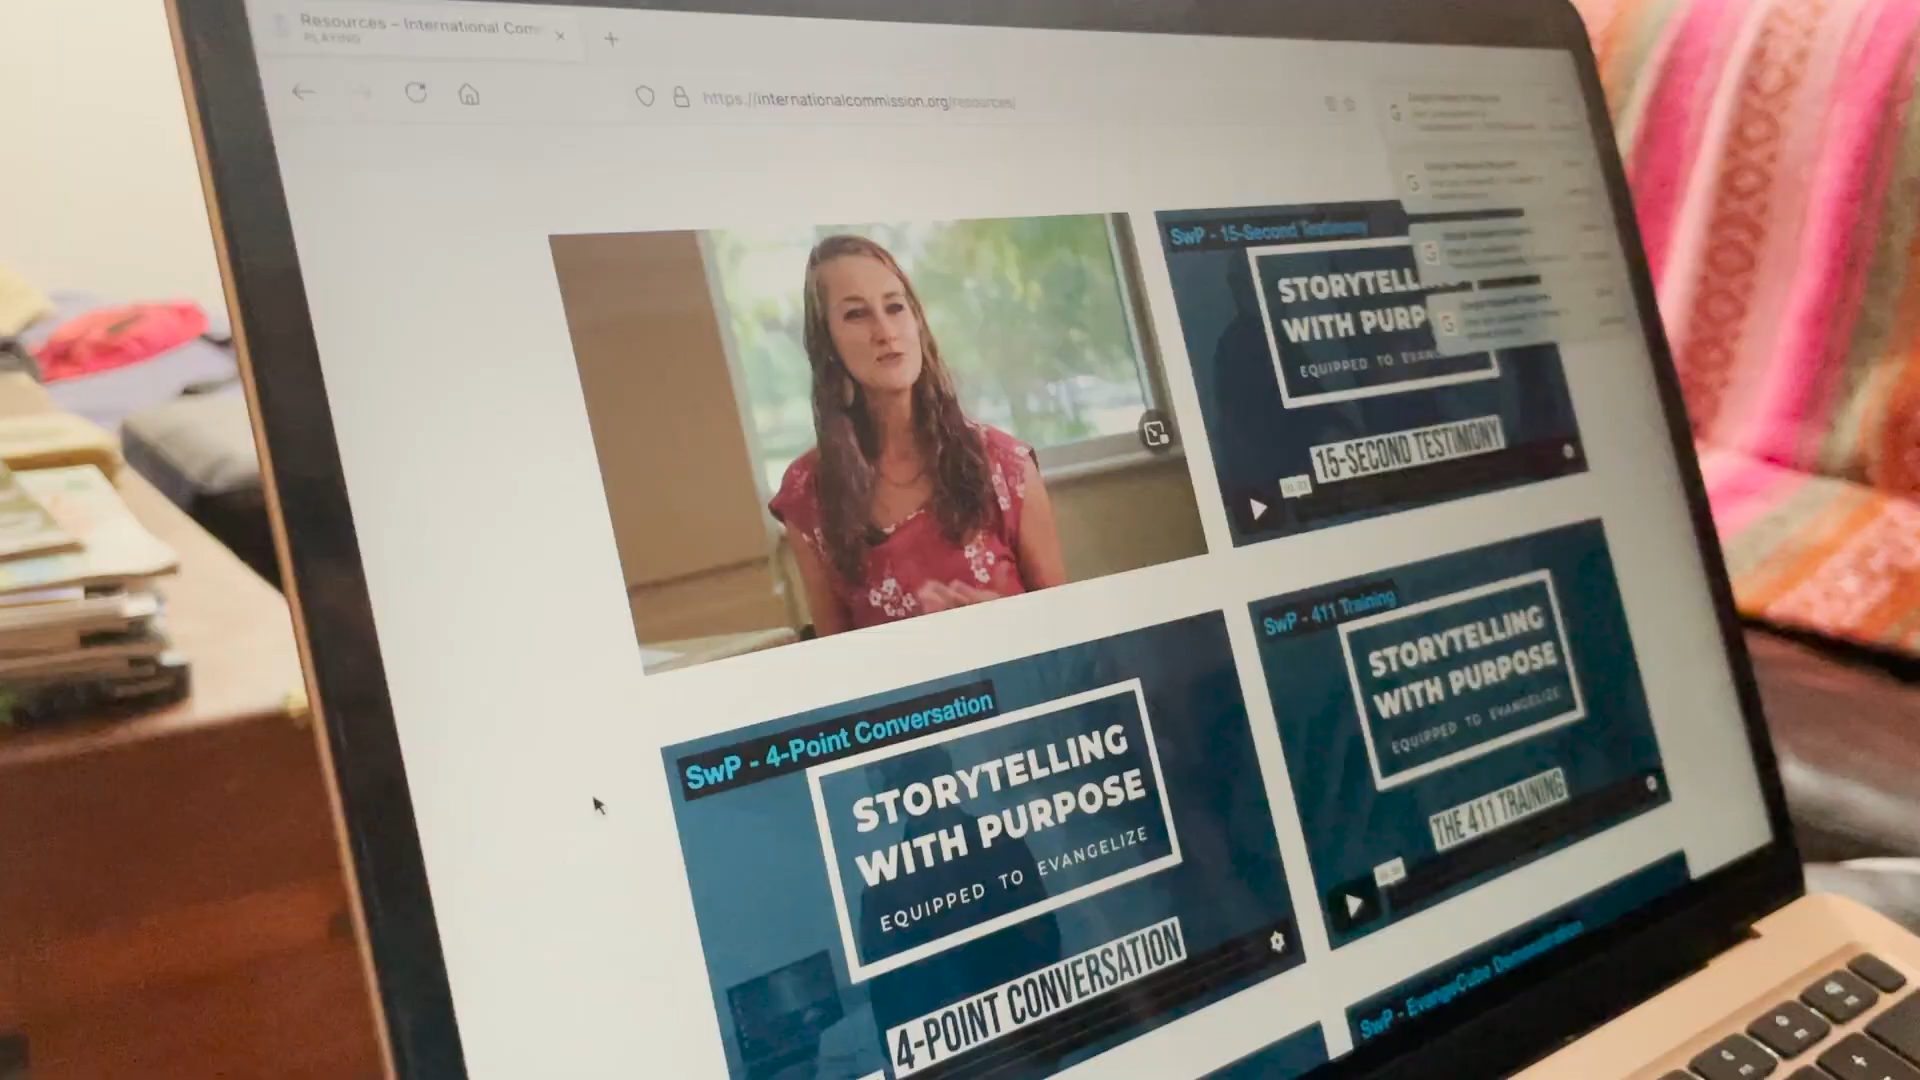 Resources – International Com
PLAYING
https://internationalcommission.org/resources/
SwP - 15-Second Testimony
STORYTELL
WITH PURP
EQUIPPED TO EVAN
15-SECOND TESTIMONY
SwP - 4-Point Conversation
STORYTELLING
WITH PURPOSE
EQUIPPED TO EVANGELIZE
4-POINT CONVERSATION
SwP - 411 Training
STORYTELLING
WITH PURPOSE
EQUIPPED TO EVANGELIZE
THE 411 TRAINING
SwP - EvangeCube Demonstration